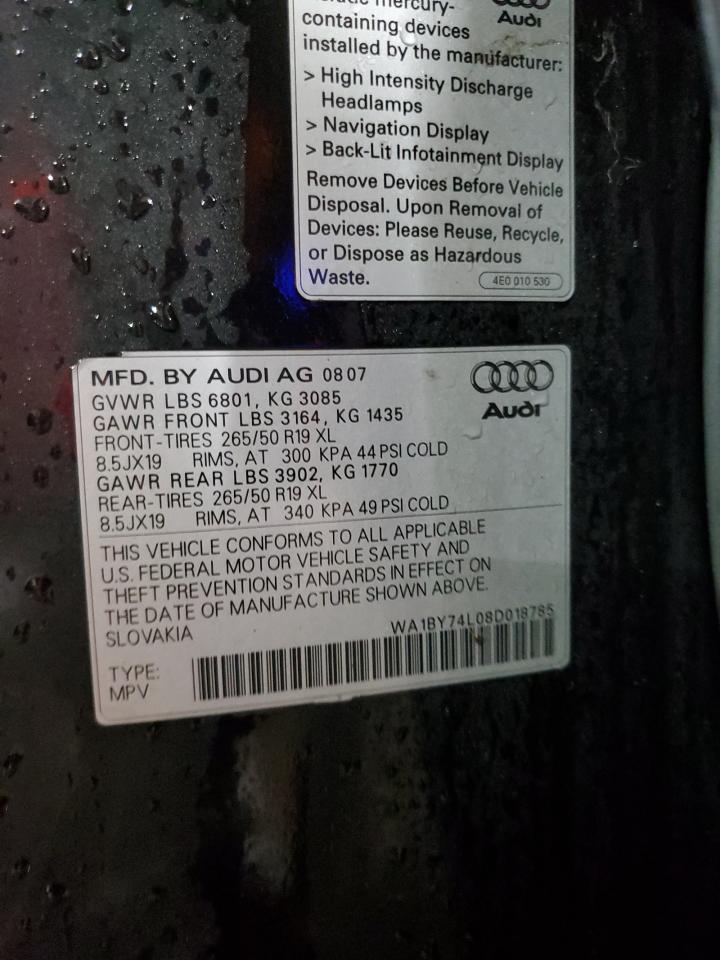 mercury-
containing devices
installed by the manufacturer:
> High Intensity Discharge
Headlamps
> Navigation Display
> Back-Lit Infotainment Display
Remove Devices Before Vehicle
Disposal. Upon Removal of
Devices: Please Reuse, Recycle,
or Dispose as Hazardous
Waste.
4E0 010 530
Audi
MFD. BY AUDI AG 08 07
GVWR LBS 6801, KG 3085
GAWR FRONT LBS 3164, KG 1435
FRONT-TIRES 265/50 R19 XL
8.5JX19 RIMS, AT 300 KPA 44 PSI COLD
GAWR REAR LBS 3902, KG 1770
REAR-TIRES 265/50 R19 XL
8.5JX19 RIMS, AT 340 KPA 49 PSI COLD
Audi
THIS VEHICLE CONFORMS TO ALL APPLICABLE
U.S. FEDERAL MOTOR VEHICLE SAFETY AND
THEFT PREVENTION STANDARDS IN EFFECT ON
THE DATE OF MANUFACTURE SHOWN ABOVE.
SLOVAKIA WA1BY74L08D018785
TYPE:
MPV